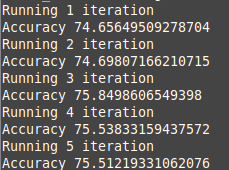 Running 1 iteration
Accuracy 74.65649509278704
Running 2 iteration
Accuracy 74.69807166210715
Running 3 iteration
Accuracy 75.8498606549398
Running 4 iteration
Accuracy 75.53833159437572
Running 5 iteration
Accuracy 75.51219331062076